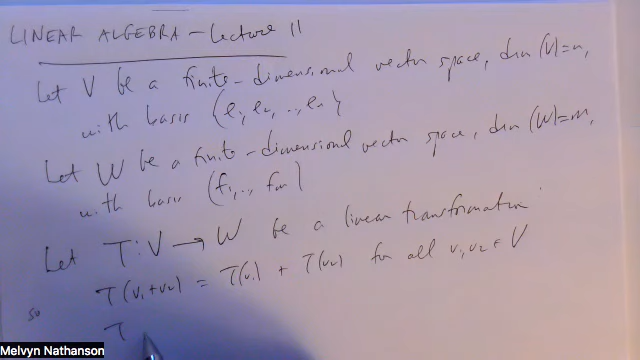 LINEAR ALGEBRA - Lecture 11
Let V be a finite-dimensional vector space, dim (V)=n,
with basis {e1, e2, .., en}
Let W be a finite-dimensional vector space, dim (W)=m,
with basis {f1, .., fm}
Let T: V → W be a linear transformation
so T(v1+v2) = T(v1) + T(v2) for all v1, v2 ∈ V
T
Melvyn Nathanson